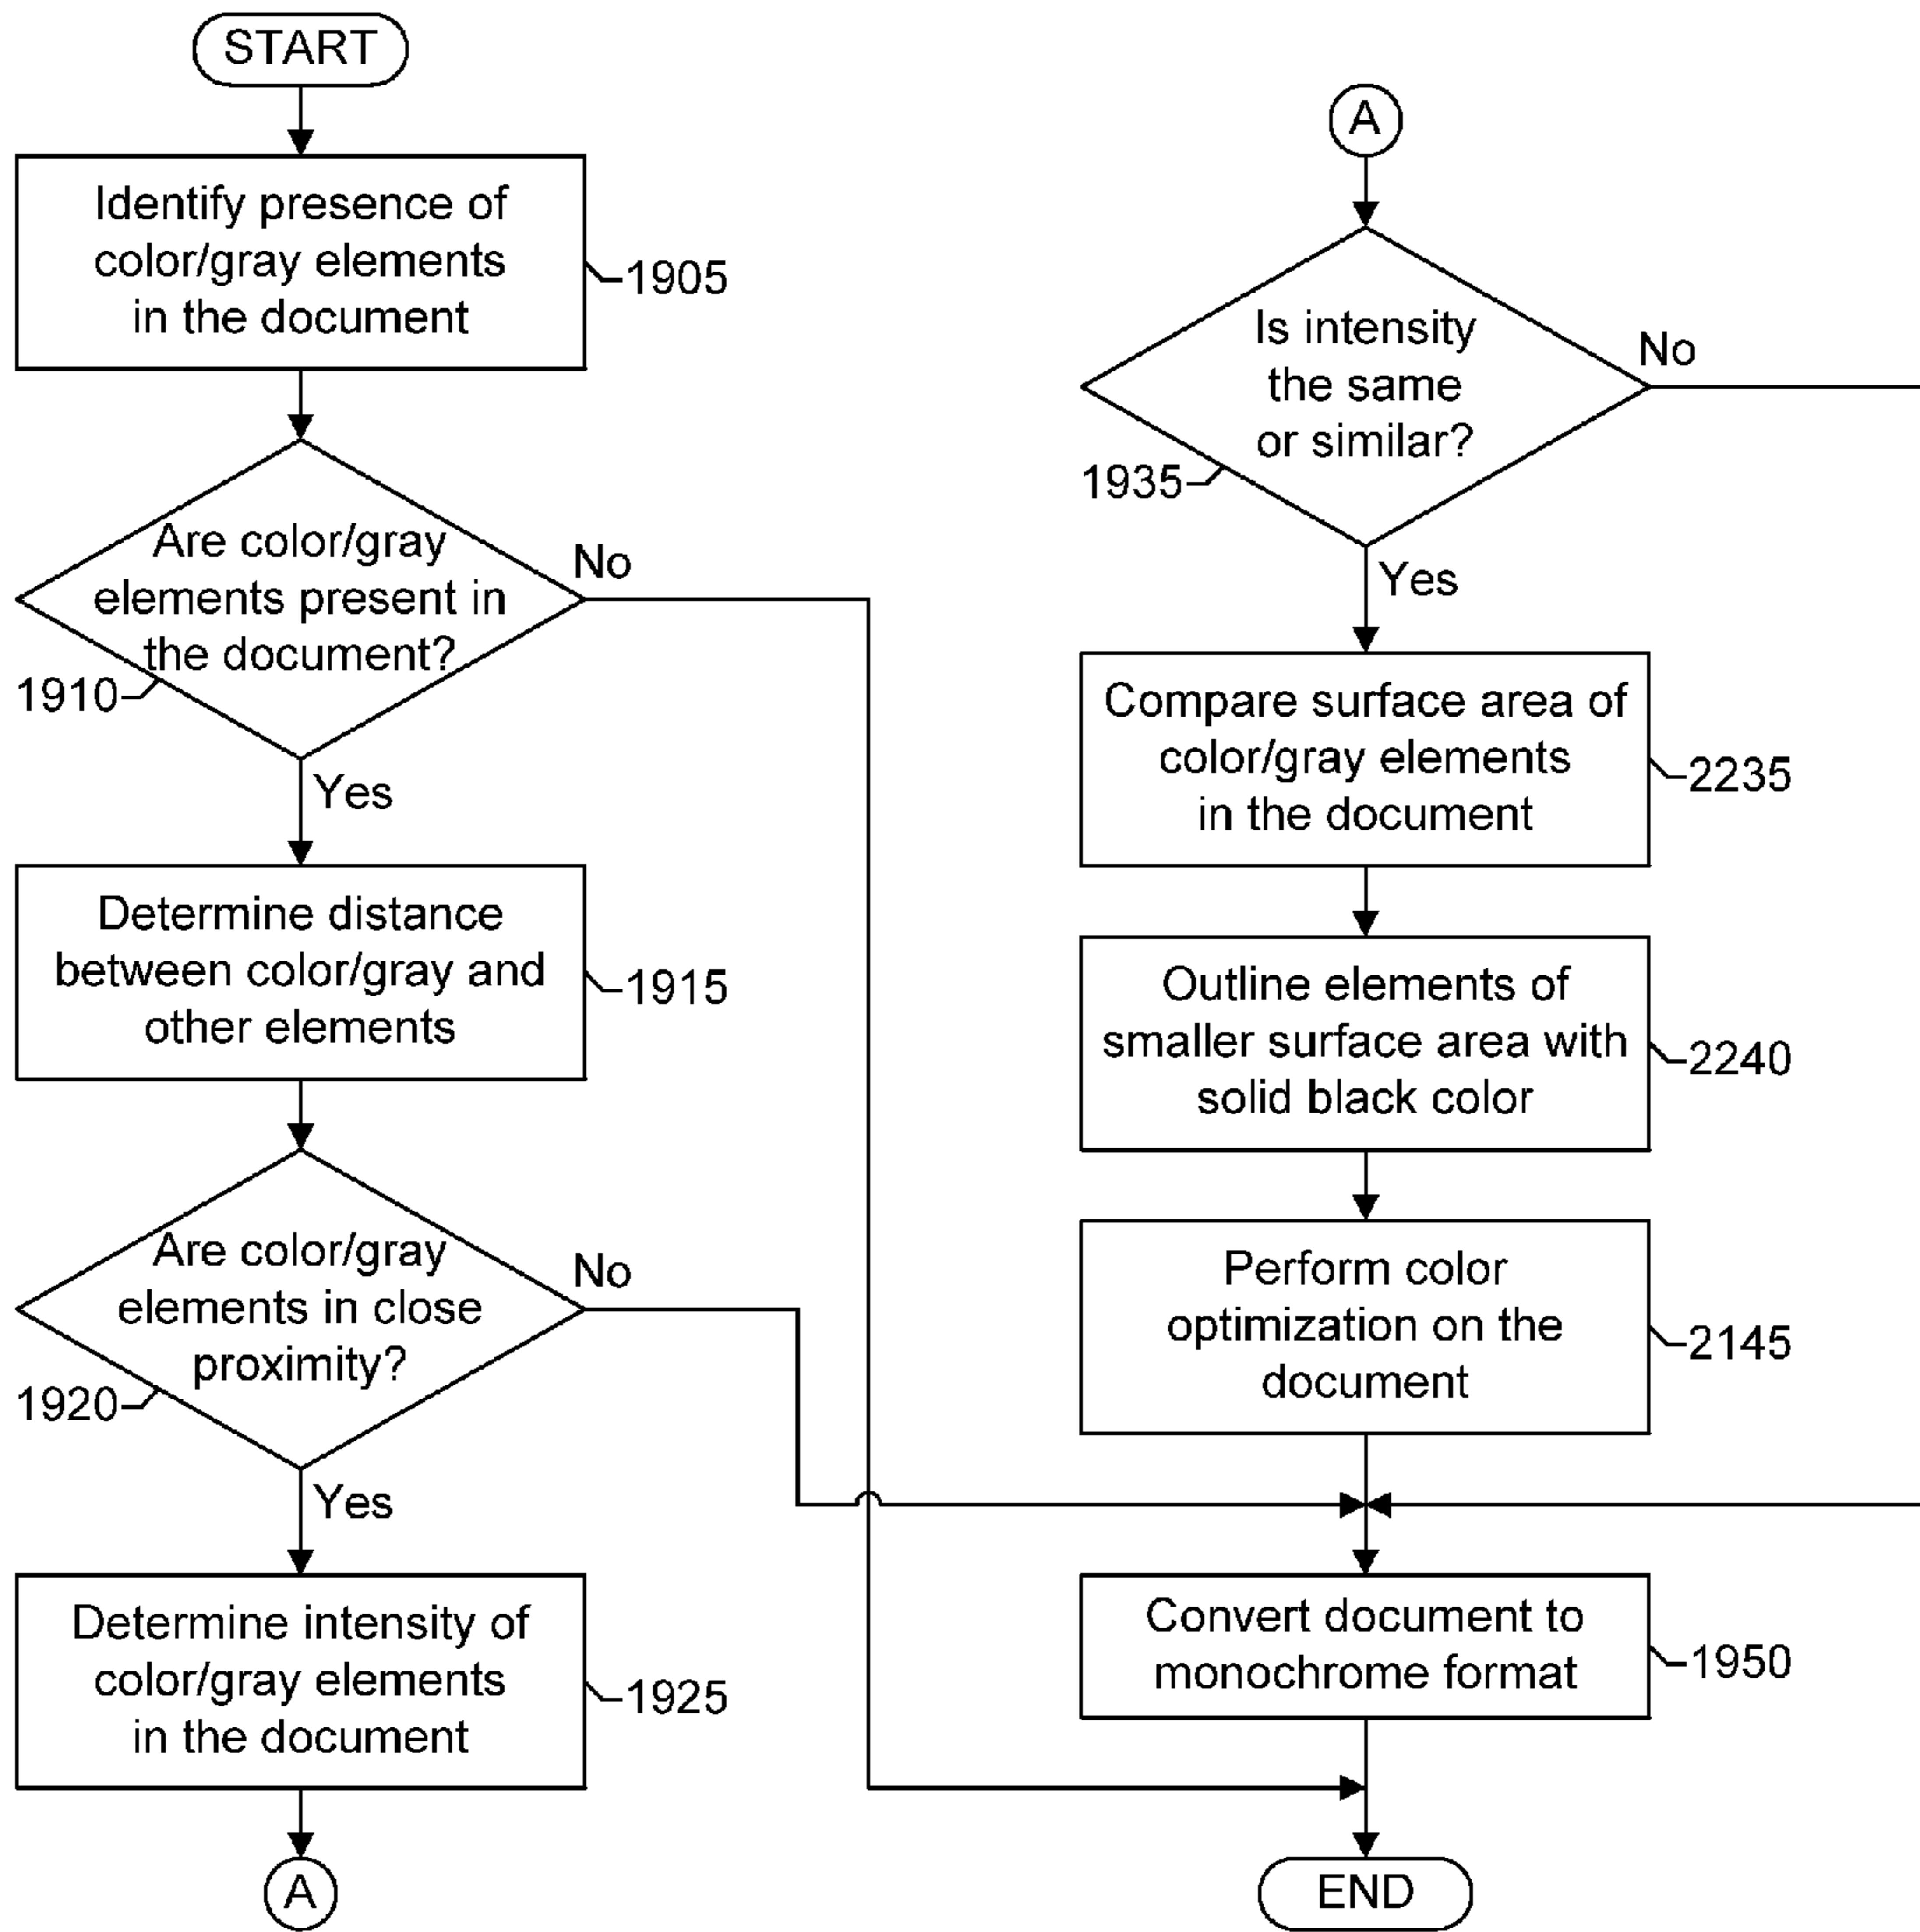 START
Identify presence of
color/gray elements
in the document
1905
Are color/gray
elements present in
the document?
No
1910
Yes
Determine distance
between color/gray and
other elements
1915
Are color/gray
elements in close
proximity?
No
1920
Yes
Determine intensity of
color/gray elements
in the document
1925
A
A
Is intensity
the same
or similar?
No
1935
Yes
Compare surface area of
color/gray elements
in the document
2235
Outline elements of
smaller surface area with
solid black color
2240
Perform color
optimization on the
document
2145
Convert document to
monochrome format
1950
END